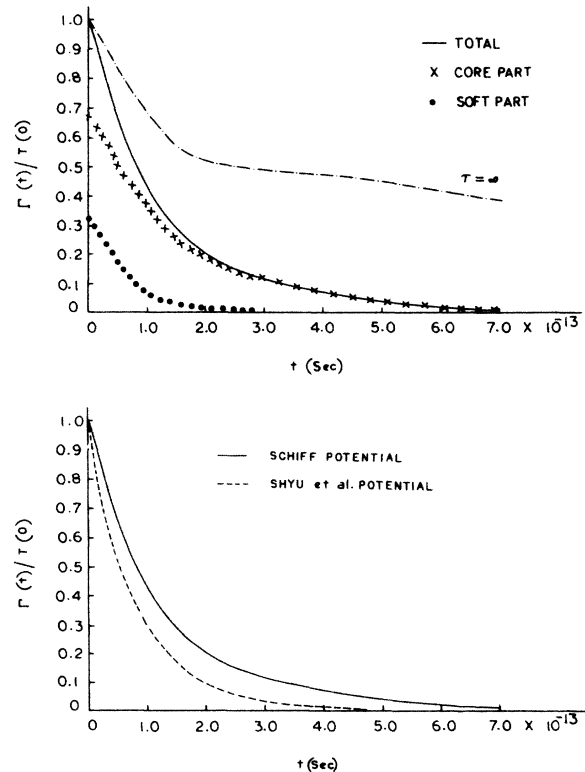 1.0
0.9
0.8
0.7
0.6
0.5
0.4
0.3
0.2
0.1
0
Γ(t)/Γ(0)
— TOTAL
x CORE PART
• SOFT PART
τ = ∞
0 1.0 2.0 3.0 4.0 5.0 6.0 7.0 X 10^-13
t (Sec)
1.0
0.9
0.8
0.7
0.6
0.5
0.4
0.3
0.2
0.1
0
Γ(t)/Γ(0)
— SCHIFF POTENTIAL
---- SHYU et al. POTENTIAL
0 1.0 2.0 3.0 4.0 5.0 6.0 7.0 X 10^-13
t(Sec)